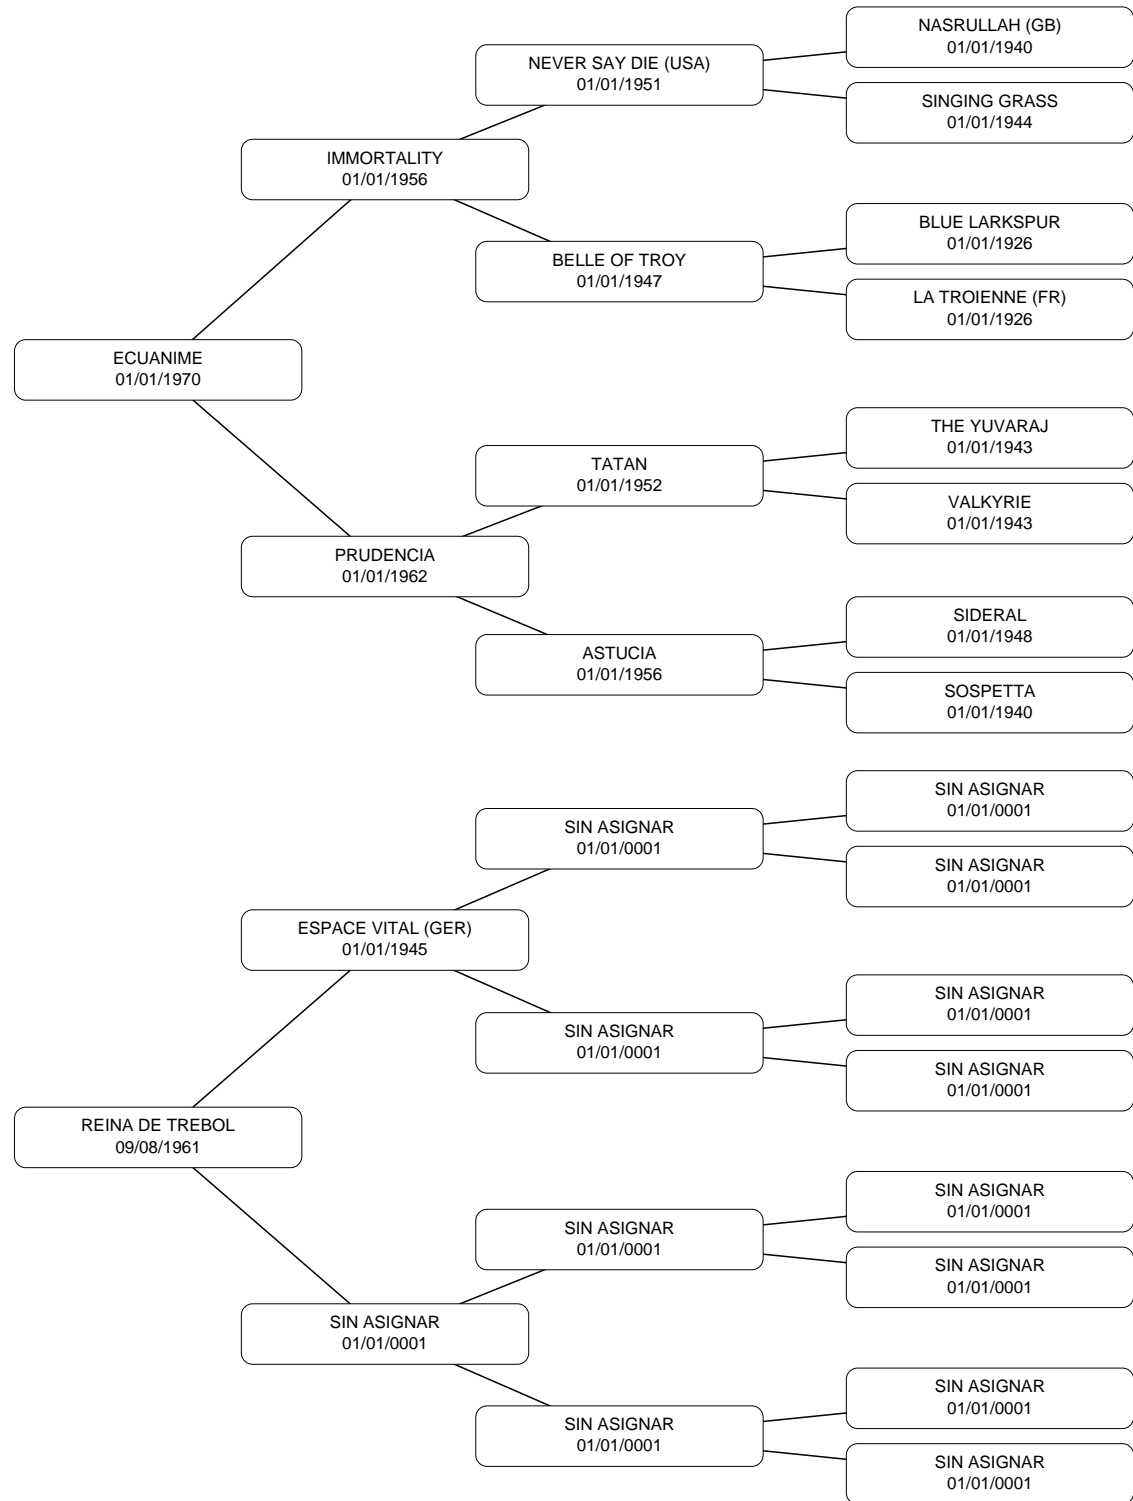 NASRULLAH (GB)
01/01/1940
NEVER SAY DIE (USA)
01/01/1951
SINGING GRASS
01/01/1944
IMMORTALITY
01/01/1956
BLUE LARKSPUR
01/01/1926
BELLE OF TROY
01/01/1947
LA TROIENNE (FR)
01/01/1926
ECUANIME
01/01/1970
THE YUVARAJ
01/01/1943
TATAN
01/01/1952
VALKYRIE
01/01/1943
PRUDENCIA
01/01/1962
SIDERAL
01/01/1948
ASTUCIA
01/01/1956
SOSPETTA
01/01/1940
SIN ASIGNAR
01/01/0001
SIN ASIGNAR
01/01/0001
SIN ASIGNAR
01/01/0001
ESPACE VITAL (GER)
01/01/1945
SIN ASIGNAR
01/01/0001
SIN ASIGNAR
01/01/0001
SIN ASIGNAR
01/01/0001
REINA DE TREBOL
09/08/1961
SIN ASIGNAR
01/01/0001
SIN ASIGNAR
01/01/0001
SIN ASIGNAR
01/01/0001
SIN ASIGNAR
01/01/0001
SIN ASIGNAR
01/01/0001
SIN ASIGNAR
01/01/0001
SIN ASIGNAR
01/01/0001